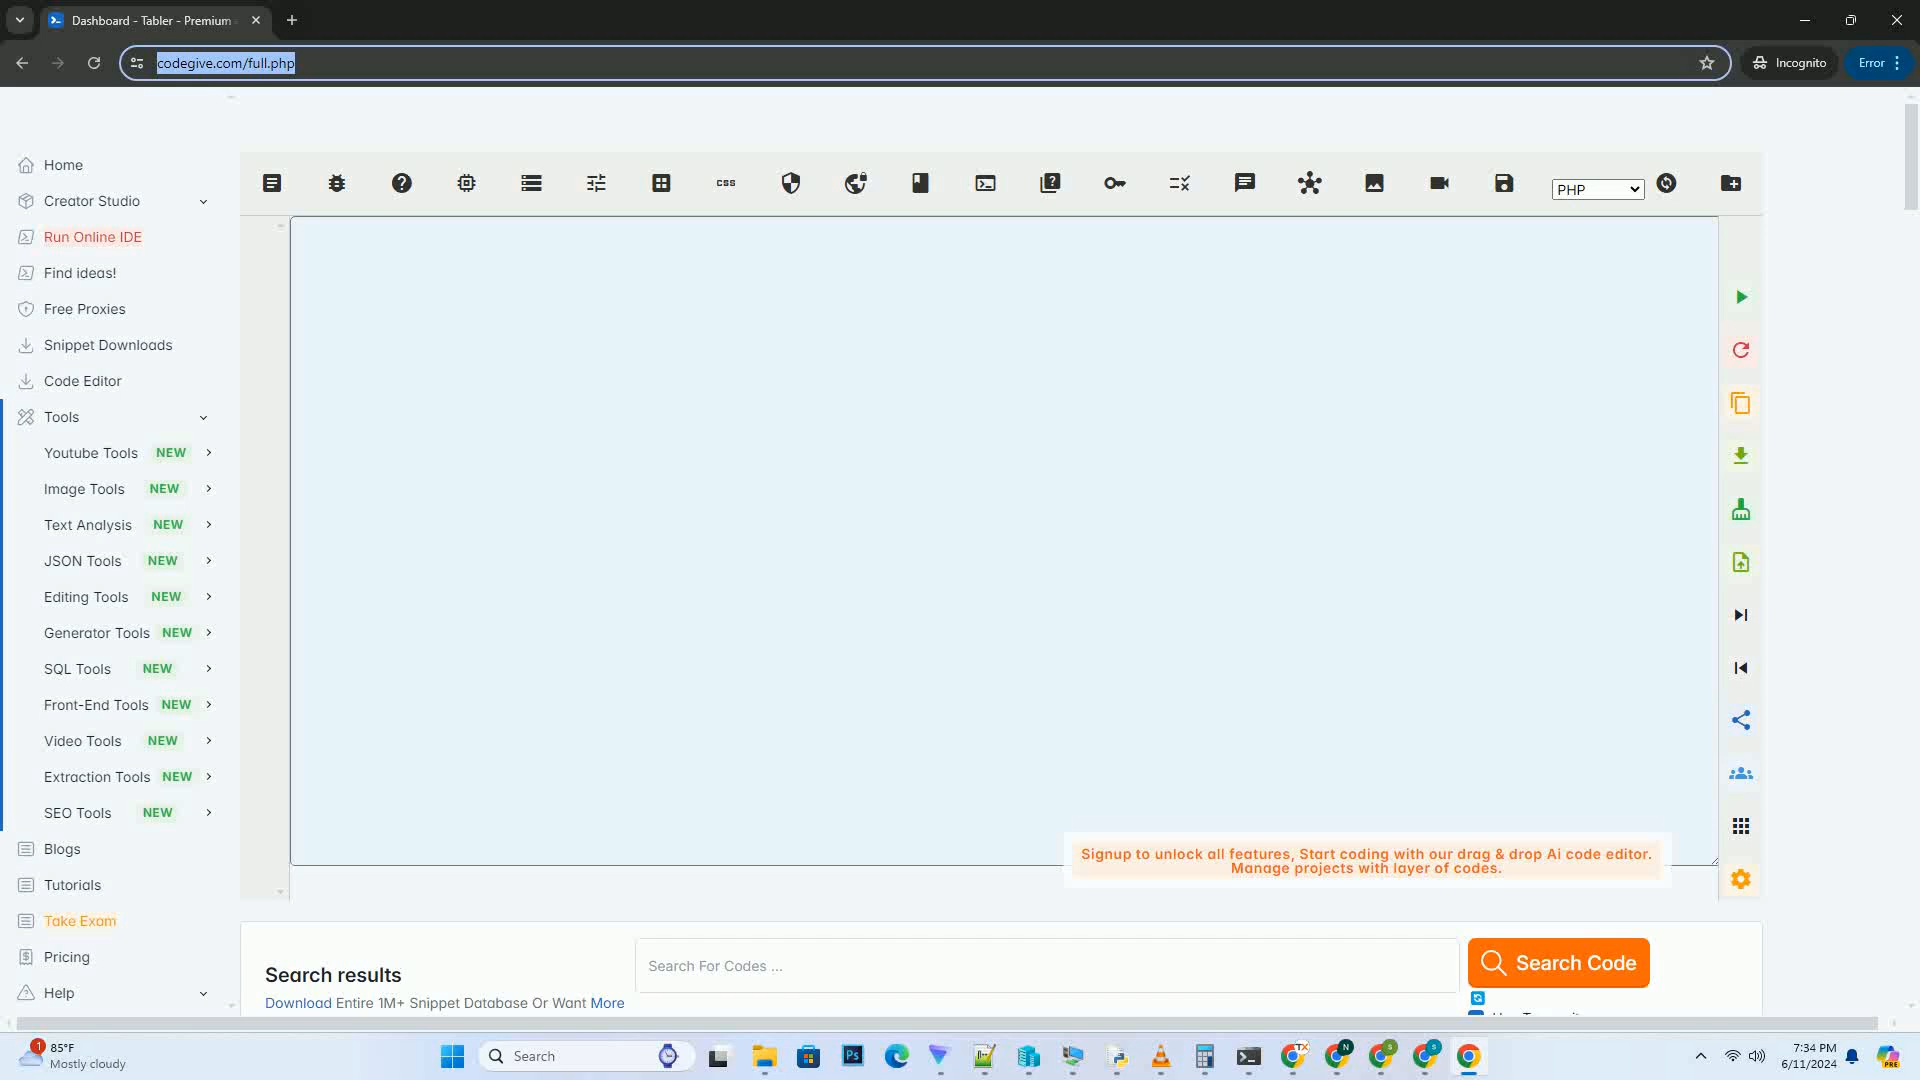 Dashboard - Tabler - Premium
codegive.com/full.php
Incognito
Error
Home
Creator Studio
Run Online IDE
Find ideas!
Free Proxies
Snippet Downloads
Code Editor
Tools
Youtube Tools NEW
Image Tools NEW
Text Analysis NEW
JSON Tools NEW
Editing Tools NEW
Generator Tools NEW
SQL Tools NEW
Front-End Tools NEW
Video Tools NEW
Extraction Tools NEW
SEO Tools NEW
Blogs
Tutorials
Take Exam
Pricing
Help
css
PHP
Signup to unlock all features, Start coding with our drag & drop Ai code editor.
Manage projects with layer of codes.
Search results
Download Entire 1M+ Snippet Database Or Want More
Search For Codes ...
Search Code
1
85°F
Mostly cloudy
Search
Ps
TX
N
S
S
7:34 PM
6/11/2024
PRE